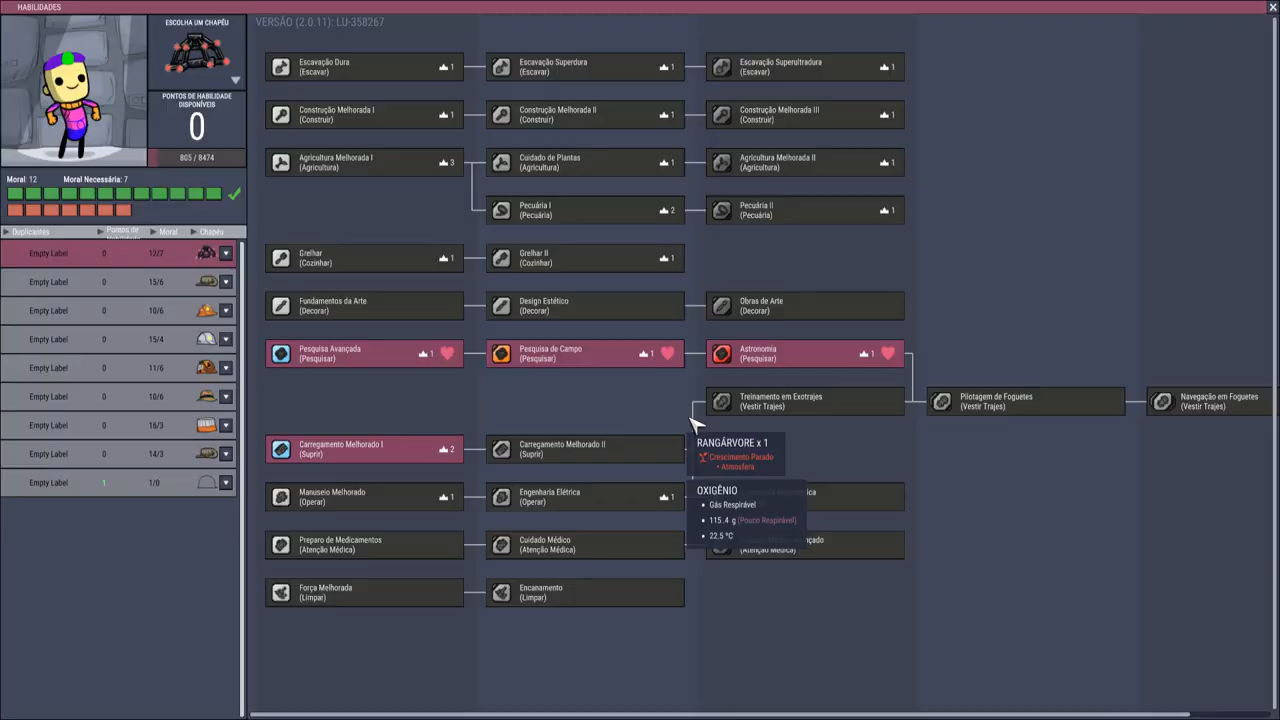 HABILIDADES
ESCOLHA UM CHAPÉU
PONTOS DE HABILIDADE
DISPONÍVEIS
0
805 / 8474
Moral: 12
Moral Necessária: 7
Duplicantes
Pontos de
Moral
Chapéu
Empty Label 0 12/7
Empty Label 0 15/6
Empty Label 0 10/6
Empty Label 0 15/4
Empty Label 0 11/6
Empty Label 0 10/6
Empty Label 0 16/3
Empty Label 0 14/3
Empty Label 1 1/0
VERSÃO (2.0.11): LU-358267
Escavação Dura
(Escavar)
1
Escavação Superdura
(Escavar)
1
Escavação Superultradura
(Escavar)
1
Construção Melhorada I
(Construir)
1
Construção Melhorada II
(Construir)
1
Construção Melhorada III
(Construir)
1
Agricultura Melhorada I
(Agricultura)
3
Cuidado de Plantas
(Agricultura)
1
Agricultura Melhorada II
(Agricultura)
1
Pecuária I
(Pecuária)
2
Pecuária II
(Pecuária)
1
Grelhar
(Cozinhar)
1
Grelhar II
(Cozinhar)
1
Fundamentos da Arte
(Decorar)
Design Estético
(Decorar)
Obras de Arte
(Decorar)
Pesquisa Avançada
(Pesquisar)
1
Pesquisa de Campo
(Pesquisar)
1
Astronomia
(Pesquisar)
1
Treinamento em Exotrajes
(Vestir Trajes)
Pilotagem de Foguetes
(Vestir Trajes)
Navegação em Foguetes
(Vestir Trajes)
Carregamento Melhorado I
(Suprir)
2
Carregamento Melhorado II
(Suprir)
RANGÁRVORE x 1
Crescimento Parado
• Atmosfera
Manuseio Melhorado
(Operar)
1
Engenharia Elétrica
(Operar)
1
OXIGÊNIO
• Gás Respirável
• 115.4 g (Pouco Respirável)
• 22.5 ºC
Preparo de Medicamentos
(Atenção Médica)
Cuidado Médico
(Atenção Médica)
(Atenção Médica)
Força Melhorada
(Limpar)
Encanamento
(Limpar)